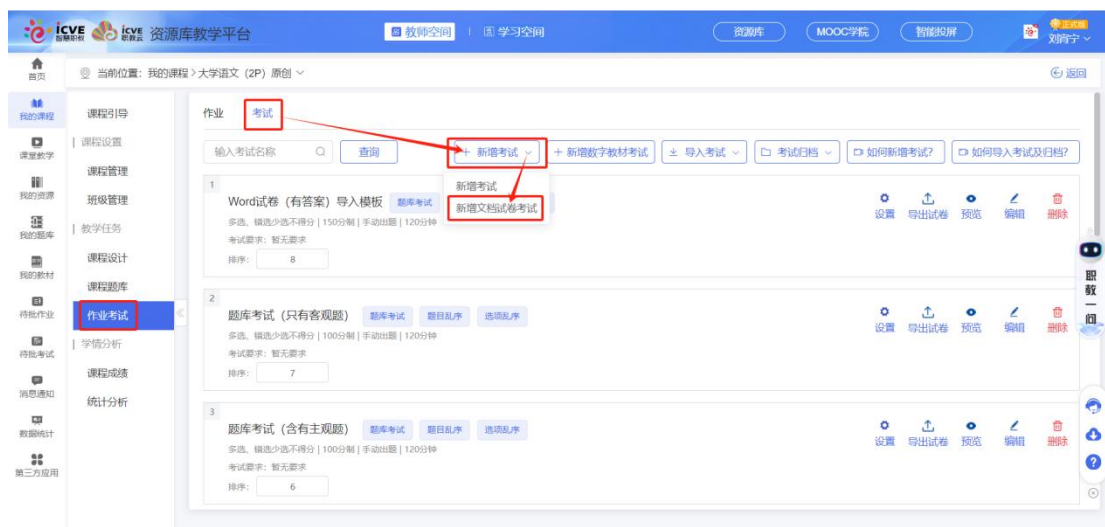 icve 智慧职教 icve 职教云 资源库教学平台 教师空间 学习空间 资源库 MOOC学院 智能投屏 正式版 刘向宁
首页 当前位置：我的课程 > 大学语文（2P）原创 返回
我的课程
课堂教学
我的资源
我的题库
我的教材
待批作业
待批考试
消息通知
数据统计
第三方应用
课程引导
课程设置
课程管理
班级管理
教学任务
课程设计
课程题库
作业考试
学情分析
课程成绩
统计分析
作业 考试
输入考试名称 查询 + 新增考试 + 新增数字教材考试 导入考试 考试归档 如何新增考试? 如何导入考试及归档?
新增考试
新增文档试卷考试
1
Word试卷（有答案）导入模板 题库考试
多选、错选少选不得分 | 150分制 | 手动出题 | 120分钟
考试要求：暂无要求
排序： 8
设置 导出试卷 预览 编辑 删除
2
题库考试（只有客观题） 题库考试 题目乱序 选项乱序
多选、错选少选不得分 | 100分制 | 手动出题 | 120分钟
考试要求：暂无要求
排序： 7
设置 导出试卷 预览 编辑 删除
3
题库考试（含有主观题） 题库考试 题目乱序 选项乱序
多选、错选少选不得分 | 100分制 | 手动出题 | 120分钟
考试要求：暂无要求
排序： 6
设置 导出试卷 预览 编辑 删除
职教一问